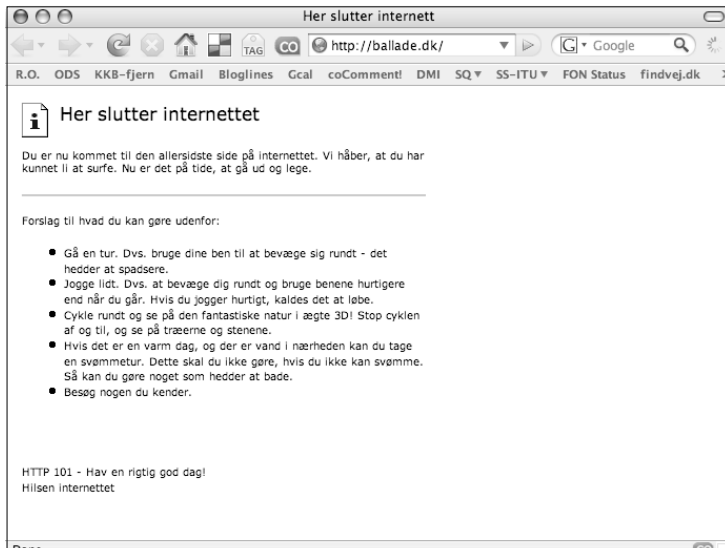 Her slutter internett
TAG CO http://ballade.dk/ G Google
R.O. ODS KKB-fjern Gmail Bloglines Gcal coComment! DMI SQ SS-ITU FON Status findvej.dk
Her slutter internettet
Du er nu kommet til den allersidste side på internettet. Vi håber, at du har
kunnet li at surfe. Nu er det på tide, at gå ud og lege.
Forslag til hvad du kan gøre udenfor:
Gå en tur. Dvs. bruge dine ben til at bevæge sig rundt - det
hedder at spadsere.
Jogge lidt. Dvs. at bevæge dig rundt og bruge benene hurtigere
end når du går. Hvis du jogger hurtigt, kaldes det at løbe.
Cykle rundt og se på den fantastiske natur i ægte 3D! Stop cyklen
af og til, og se på træerne og stenene.
Hvis det er en varm dag, og der er vand i nærheden kan du tage
en svømmetur. Dette skal du ikke gøre, hvis du ikke kan svømme.
Så kan du gøre noget som hedder at bade.
Besøg nogen du kender.
HTTP 101 - Hav en rigtig god dag!
Hilsen internettet